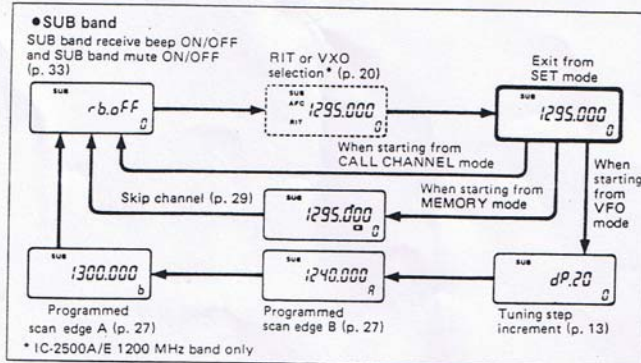 ●SUB band
SUB band receive beep ON/OFF
and SUB band mute ON/OFF
(p. 33)
RIT or VXO
selection* (p. 20)
Exit from
SET mode
SUB
rb.oFF
0
SUB
AFC
1295.000
RIT
0
SUB
1295.000
0
When starting from
CALL CHANNEL mode
When
starting
from
VFO
mode
Skip channel (p. 29)
SUB
1295.000
0
When starting from
MEMORY mode
SUB
1300.000
b
SUB
1240.000
A
SUB
dP.20
0
Programmed
scan edge A (p. 27)
Programmed
scan edge B (p. 27)
Tuning step
increment (p. 13)
* IC-2500A/E 1200 MHz band only